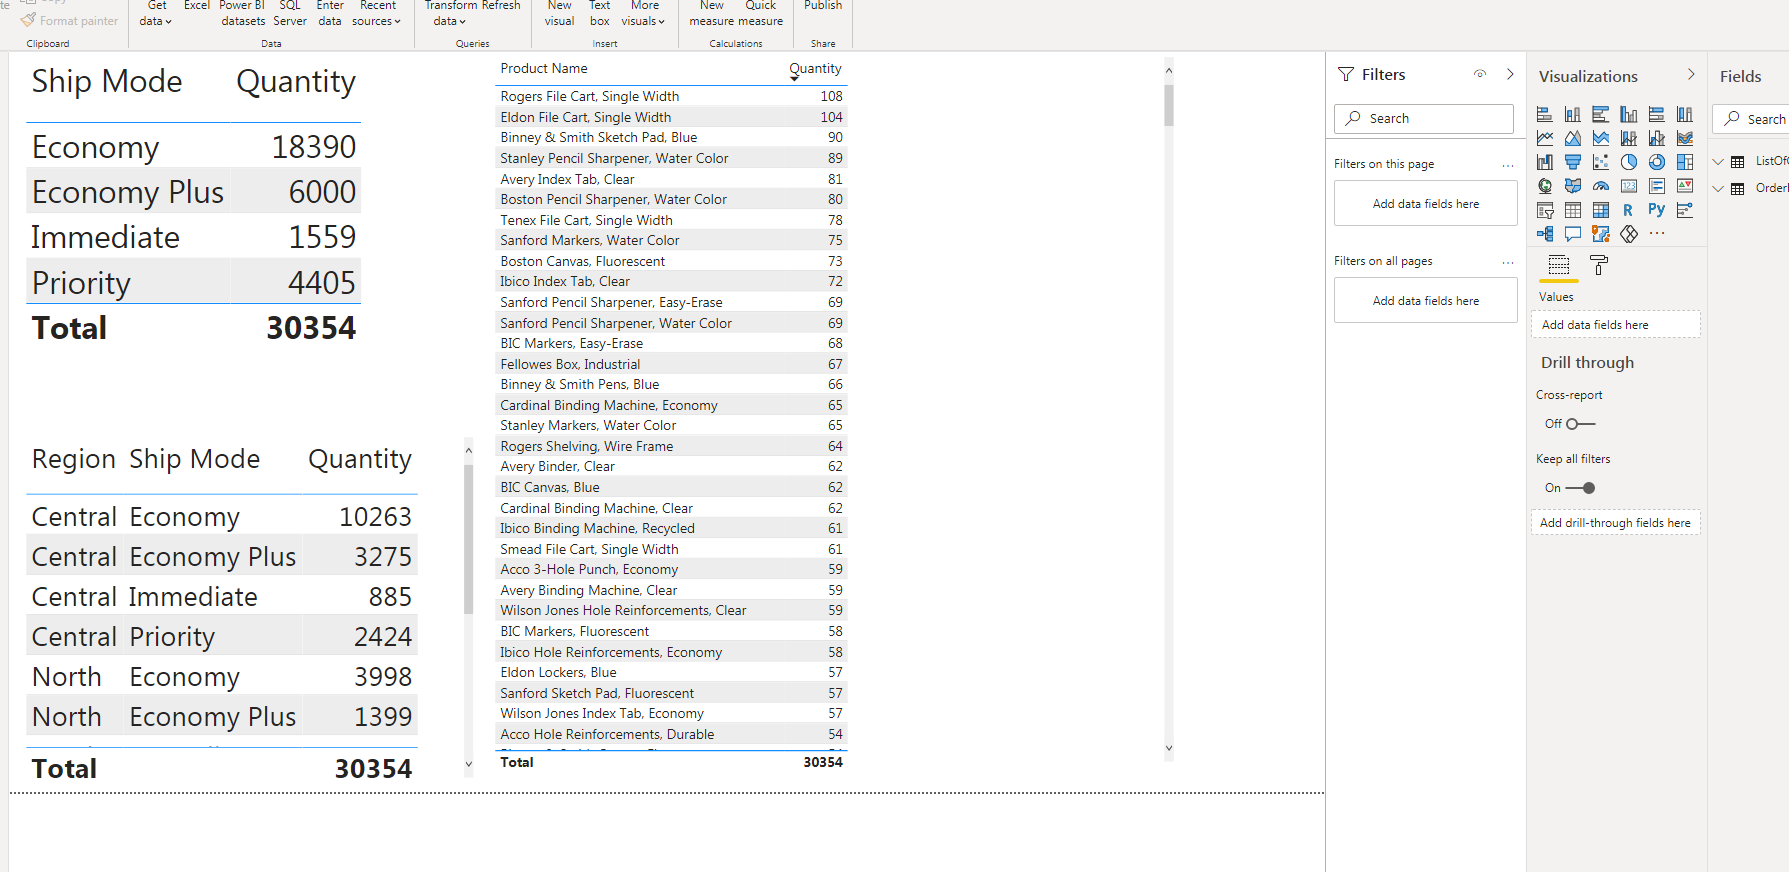 Format painter
Clipboard
Get data
Excel
Power BI datasets
SQL Server
Enter data
Recent sources
Data
Transform data
Refresh
Queries
New visual
Text box
More visuals
Insert
New measure
Quick measure
Calculations
Publish
Share
Ship Mode Quantity
Economy 18390
Economy Plus 6000
Immediate 1559
Priority 4405
Total 30354
Region Ship Mode Quantity
Central Economy 10263
Central Economy Plus 3275
Central Immediate 885
Central Priority 2424
North Economy 3998
North Economy Plus 1399
Total 30354
Product Name Quantity
Rogers File Cart, Single Width 108
Eldon File Cart, Single Width 104
Binney & Smith Sketch Pad, Blue 90
Stanley Pencil Sharpener, Water Color 89
Avery Index Tab, Clear 81
Boston Pencil Sharpener, Water Color 80
Tenex File Cart, Single Width 78
Sanford Markers, Water Color 75
Boston Canvas, Fluorescent 73
Ibico Index Tab, Clear 72
Sanford Pencil Sharpener, Easy-Erase 69
Sanford Pencil Sharpener, Water Color 69
BIC Markers, Easy-Erase 68
Fellowes Box, Industrial 67
Binney & Smith Pens, Blue 66
Cardinal Binding Machine, Economy 65
Stanley Markers, Water Color 65
Rogers Shelving, Wire Frame 64
Avery Binder, Clear 62
BIC Canvas, Blue 62
Cardinal Binding Machine, Clear 62
Ibico Binding Machine, Recycled 61
Smead File Cart, Single Width 61
Acco 3-Hole Punch, Economy 59
Avery Binding Machine, Clear 59
Wilson Jones Hole Reinforcements, Clear 59
BIC Markers, Fluorescent 58
Ibico Hole Reinforcements, Economy 58
Eldon Lockers, Blue 57
Sanford Sketch Pad, Fluorescent 57
Wilson Jones Index Tab, Economy 57
Acco Hole Reinforcements, Durable 54
Total 30354
Filters
Search
Filters on this page ...
Add data fields here
Filters on all pages ...
Add data fields here
Visualizations
123
R Py
...
Values
Add data fields here
Drill through
Cross-report
Off
Keep all filters
On
Add drill-through fields here
Fields
Search
ListOf
Order